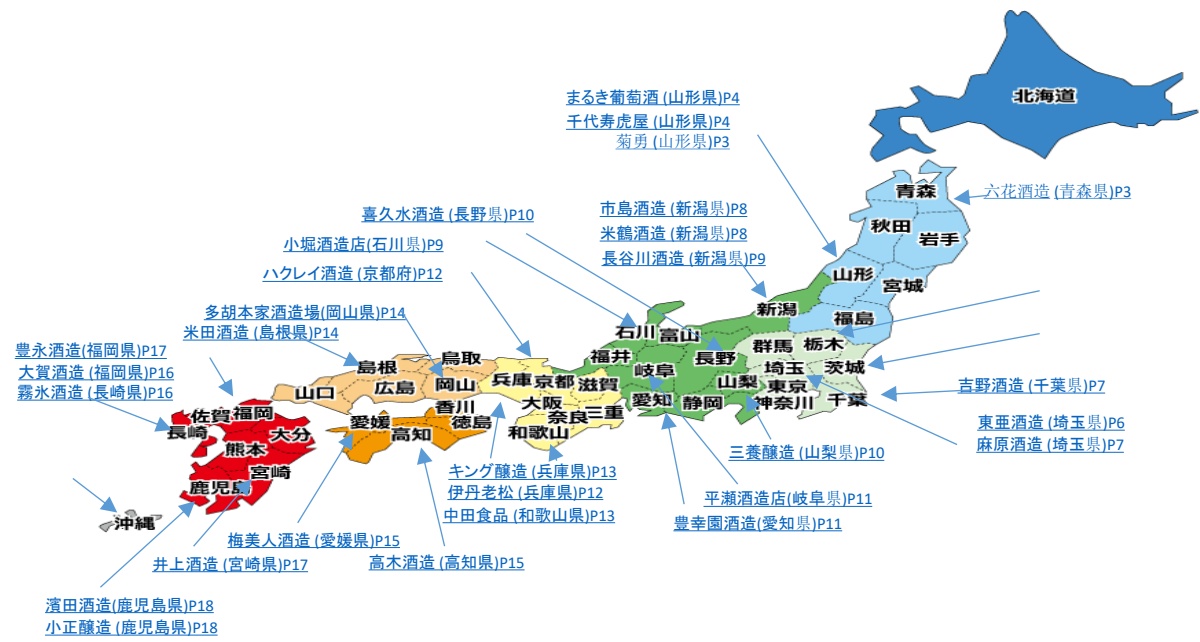 北海道
まるき葡萄酒 (山形県)P4
千代寿虎屋 (山形県)P4
菊勇 (山形県)P3
青森
六花酒造 (青森県)P3
喜久水酒造 (長野県)P10
市島酒造 (新潟県)P8
秋田
米鶴酒造 (新潟県)P8
岩手
小堀酒造店(石川県)P9
長谷川酒造 (新潟県)P9
ハクレイ酒造 (京都府)P12
山形
宮城
多胡本家酒造場(岡山県)P14
新潟
福島
米田酒造 (島根県)P14
石川
富山
群馬
栃木
豊永酒造(福岡県)P17
福井
長野
鳥取
島根
大賀酒造 (福岡県)P16
岐阜
埼玉
茨城
霧氷酒造 (長崎県)P16
山口
広島
岡山
兵庫
京都
滋賀
山梨
東京
吉野酒造 (千葉県)P7
佐賀
福岡
香川
大阪
愛知
静岡
神奈川
千葉
長崎
大分
愛媛
徳島
奈良
三重
東亜酒造 (埼玉県)P6
高知
和歌山
麻原酒造 (埼玉県)P7
熊本
三養醸造 (山梨県)P10
宮崎
キング醸造 (兵庫県)P13
鹿児島
伊丹老松 (兵庫県)P12
平瀬酒造店(岐阜県)P11
中田食品 (和歌山県)P13
豊幸園酒造(愛知県)P11
沖縄
梅美人酒造 (愛媛県)P15
井上酒造 (宮崎県)P17
高木酒造 (高知県)P15
濱田酒造(鹿児島県)P18
小正醸造 (鹿児島県)P18